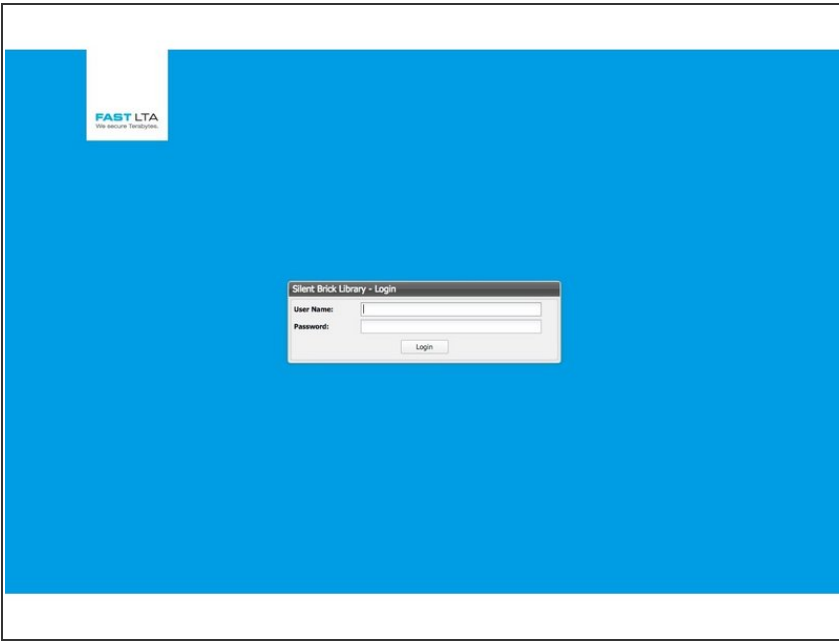 FAST LTA
We secure Terabytes.
Silent Brick Library - Login
User Name:
Password:
Login